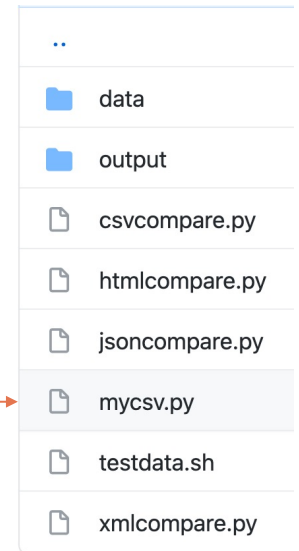 ..
data
output
csvcompare.py
htmlcompare.py
jsoncompare.py
mycsv.py
testdata.sh
xmlcompare.py